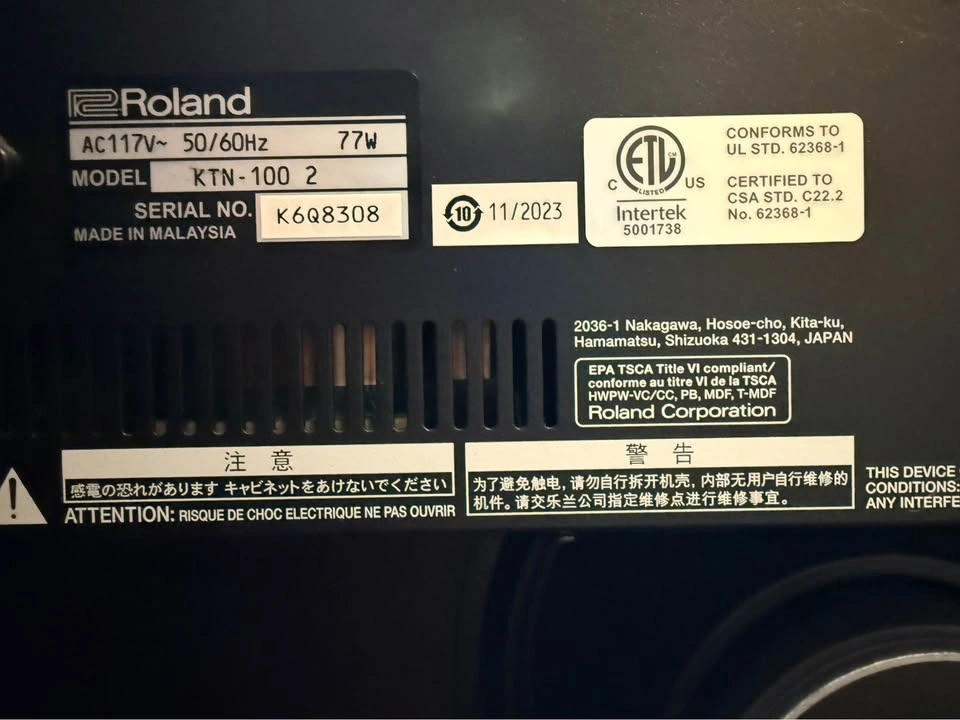 Roland
AC117V~ 50/60Hz 77W
MODEL KTN-100 2
SERIAL NO. K6Q8308
MADE IN MALAYSIA
10 11/2023
ETL CM
LISTED
C US
Intertek
5001738
CONFORMS TO
UL STD. 62368-1
CERTIFIED TO
CSA STD. C22.2
No. 62368-1
2036-1 Nakagawa, Hosoe-cho, Kita-ku,
Hamamatsu, Shizuoka 431-1304, JAPAN
EPA TSCA Title VI compliant/
conforme au titre VI de la TSCA
HWPW-VC/CC, PB, MDF, T-MDF
Roland Corporation
注 意
感電の恐れがあります キャビネットをあけないでください
ATTENTION: RISQUE DE CHOC ELECTRIQUE NE PAS OUVRIR
警 告
为了避免触电，请勿自行拆开机壳，内部无用户自行维修的
机件。请交乐兰公司指定维修点进行维修事宜。
THIS DEVICE
CONDITIONS:
ANY INTERFE